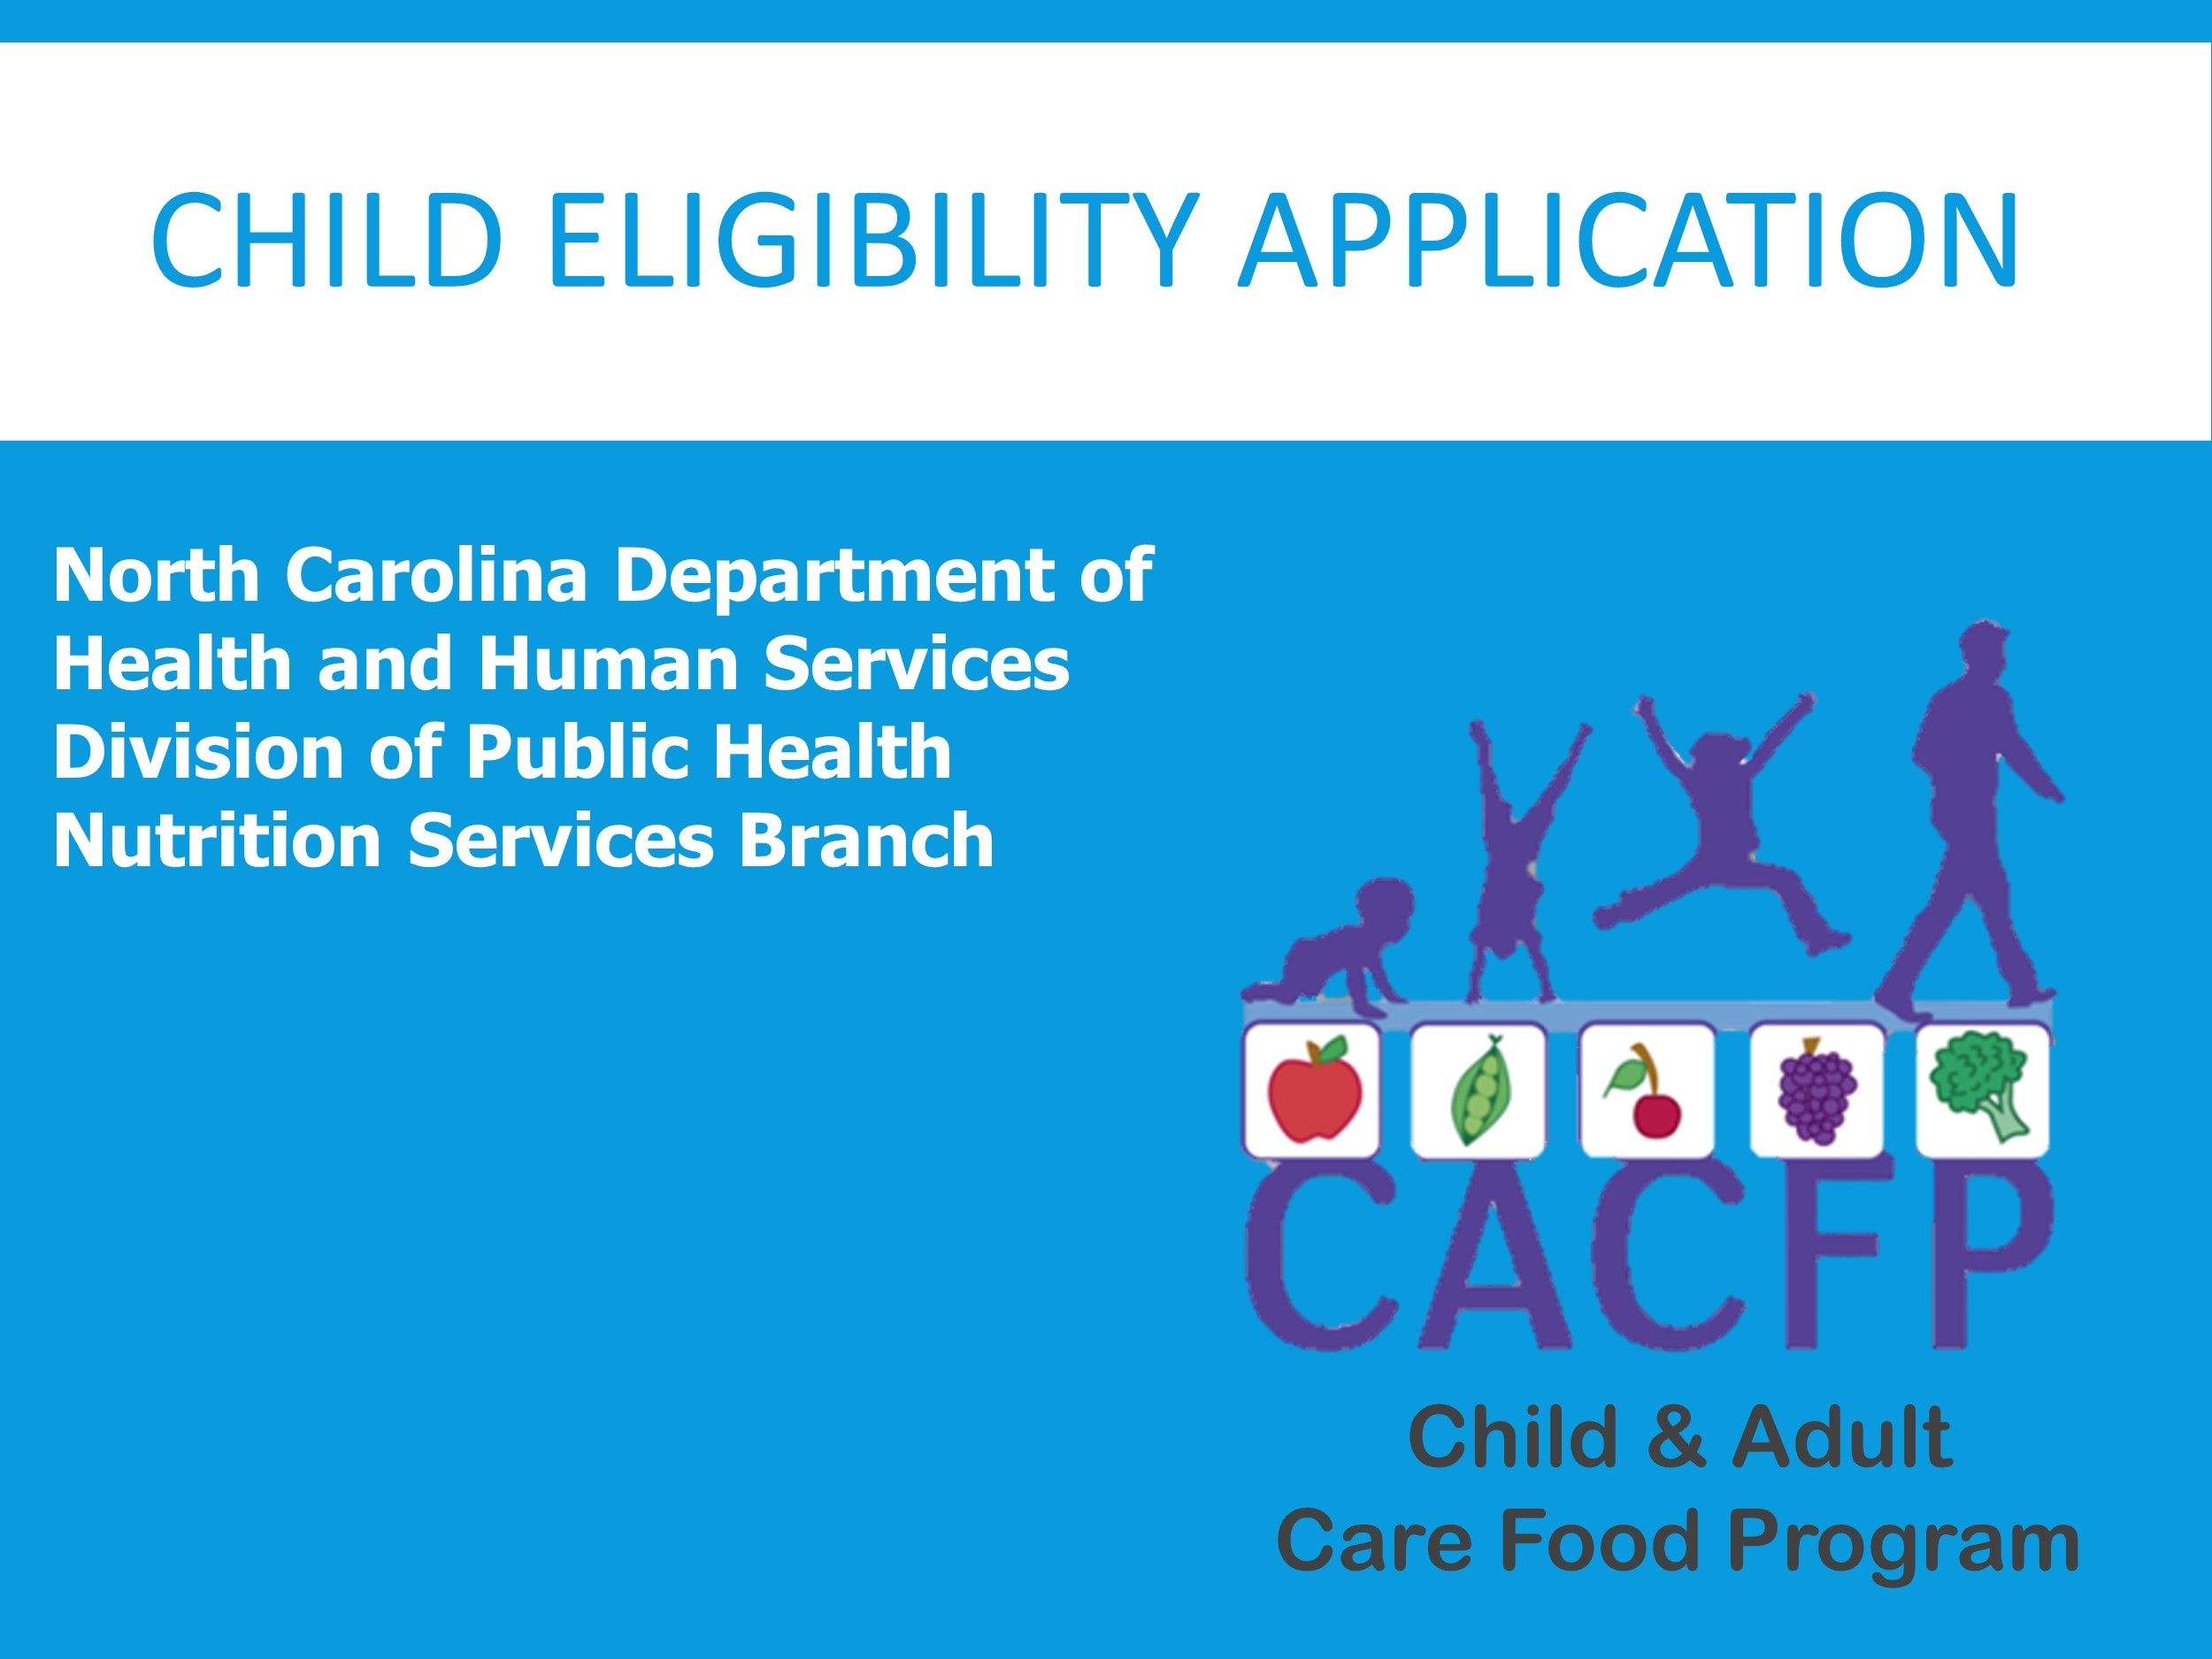 CHILD ELIGIBILITY APPLICATION
North Carolina Department of
Health and Human Services
Division of Public Health
Nutrition Services Branch
CACFP
Child & Adult
Care Food Program